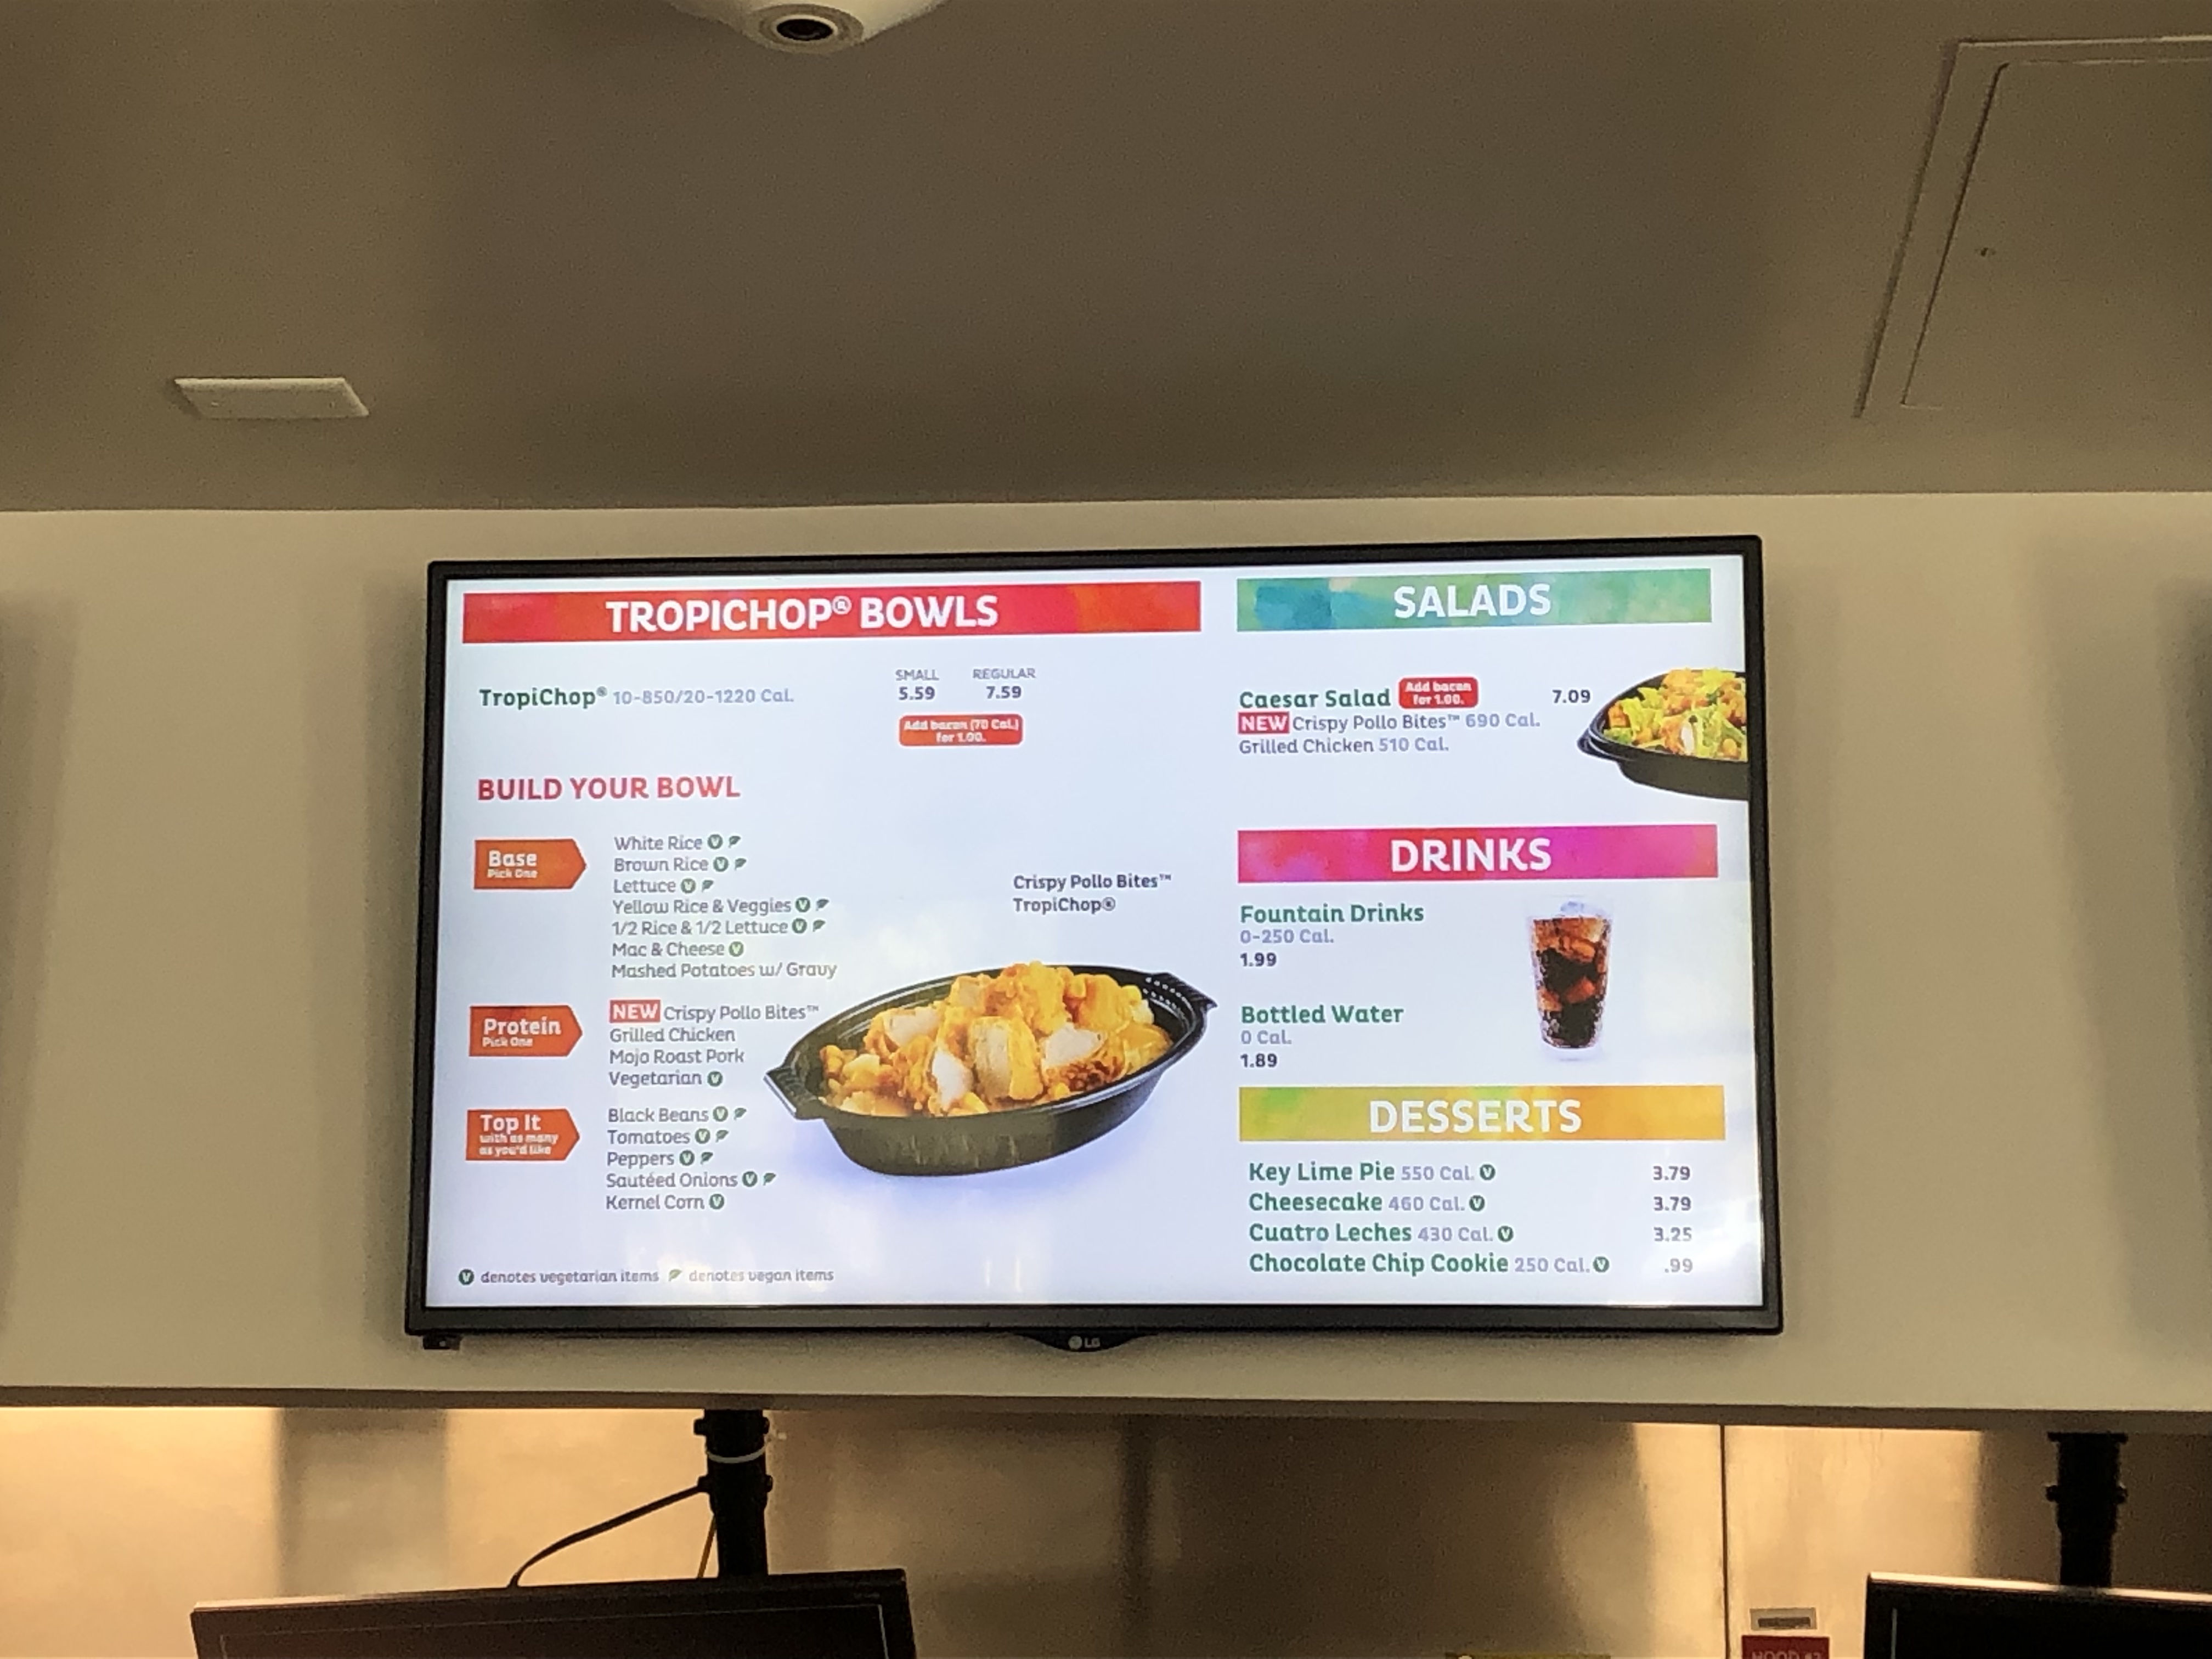 TROPICHOP® BOWLS
SMALL REGULAR
TropiChop® 10-850/20-1220 Cal. 5.59 7.59
Add bacon (70 Cal.)
for 1.00.
BUILD YOUR BOWL
Base
Pick One
White Rice V
Brown Rice V
Lettuce V
Yellow Rice & Veggies V
1/2 Rice & 1/2 Lettuce V
Mac & Cheese V
Mashed Potatoes w/ Gravy
Crispy Pollo Bites™
TropiChop®
Protein
Pick One
NEW Crispy Pollo Bites™
Grilled Chicken
Mojo Roast Pork
Vegetarian V
Top It
with as many
as you'd like
Black Beans V
Tomatoes V
Peppers V
Sautéed Onions V
Kernel Corn V
V denotes vegetarian items denotes vegan items
SALADS
Caesar Salad Add bacon for 1.00. 7.09
NEW Crispy Pollo Bites™ 690 Cal.
Grilled Chicken 510 Cal.
DRINKS
Fountain Drinks
0-250 Cal.
1.99
Bottled Water
0 Cal.
1.89
DESSERTS
Key Lime Pie 550 Cal. V 3.79
Cheesecake 460 Cal. V 3.79
Cuatro Leches 430 Cal. V 3.25
Chocolate Chip Cookie 250 Cal. V .99
LG